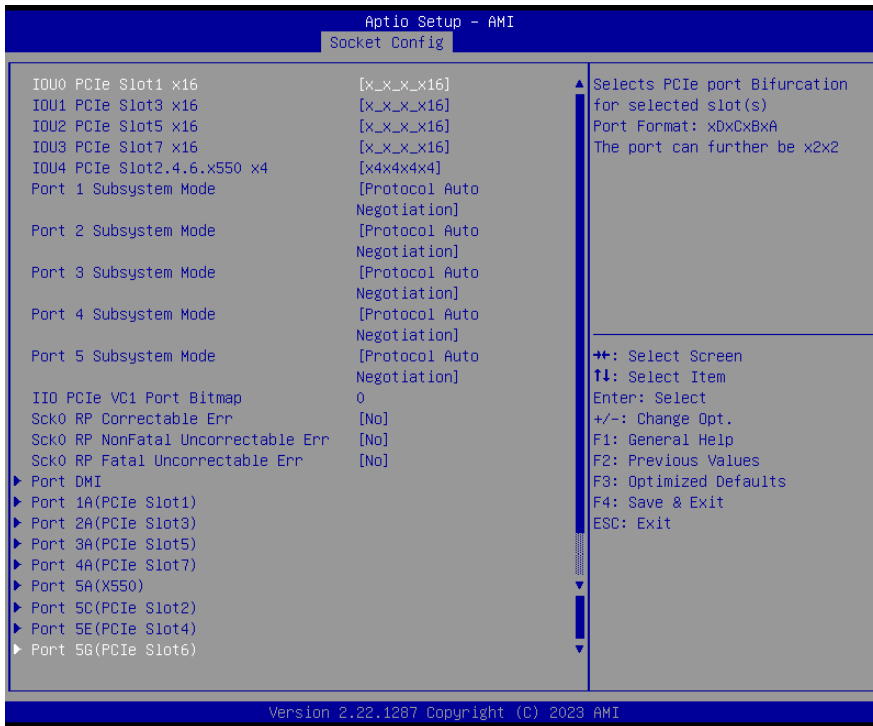 Aptio Setup – AMI
Socket Config
IOU0 PCIe Slot1 x16 [x_x_x_x16]
IOU1 PCIe Slot3 x16 [x_x_x_x16]
IOU2 PCIe Slot5 x16 [x_x_x_x16]
IOU3 PCIe Slot7 x16 [x_x_x_x16]
IOU4 PCIe Slot2.4.6.x550 x4 [x4x4x4x4]
Port 1 Subsystem Mode [Protocol Auto
Negotiation]
Port 2 Subsystem Mode [Protocol Auto
Negotiation]
Port 3 Subsystem Mode [Protocol Auto
Negotiation]
Port 4 Subsystem Mode [Protocol Auto
Negotiation]
Port 5 Subsystem Mode [Protocol Auto
Negotiation]
IIO PCIe VC1 Port Bitmap 0
Sck0 RP Correctable Err [No]
Sck0 RP NonFatal Uncorrectable Err [No]
Sck0 RP Fatal Uncorrectable Err [No]
Port DMI
Port 1A(PCIe Slot1)
Port 2A(PCIe Slot3)
Port 3A(PCIe Slot5)
Port 4A(PCIe Slot7)
Port 5A(X550)
Port 5C(PCIe Slot2)
Port 5E(PCIe Slot4)
Port 5G(PCIe Slot6)
Selects PCIe port Bifurcation
for selected slot(s)
Port Format: xDxCxBxA
The port can further be x2x2
→←: Select Screen
↑↓: Select Item
Enter: Select
+/-: Change Opt.
F1: General Help
F2: Previous Values
F3: Optimized Defaults
F4: Save & Exit
ESC: Exit
Version 2.22.1287 Copyright (C) 2023 AMI